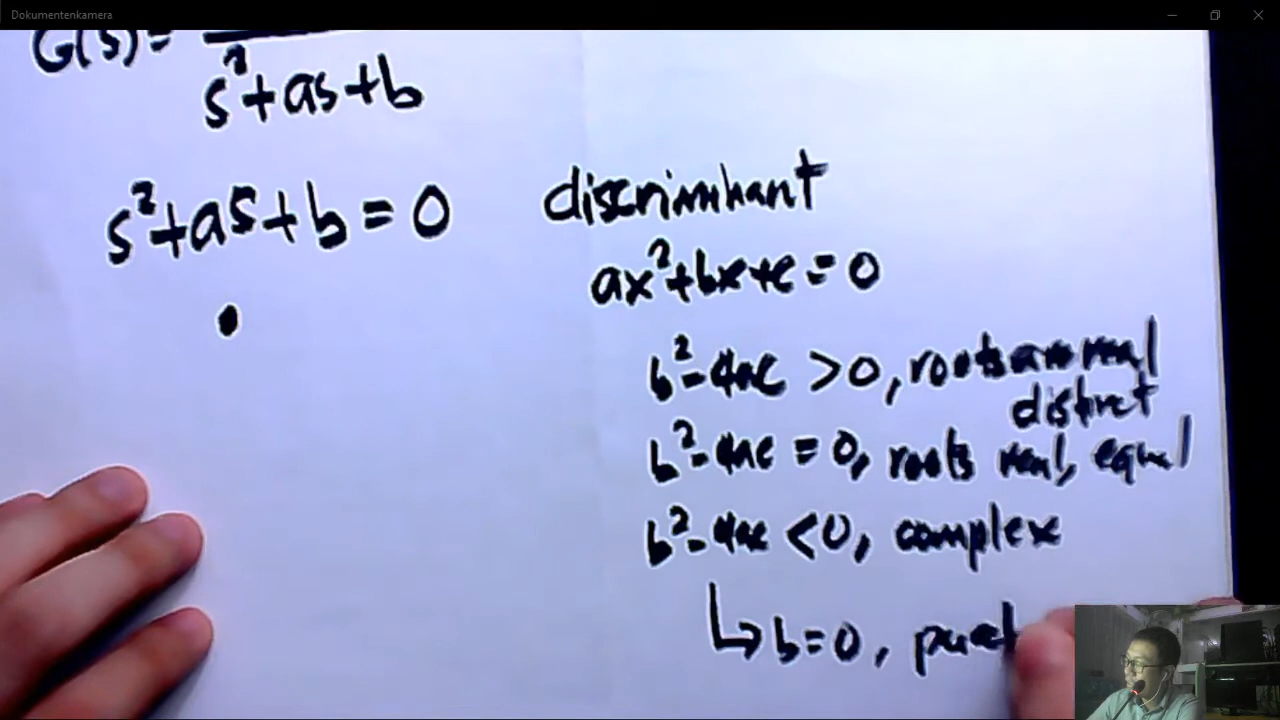 Dokumentenkamera
G(s)=
s²+as+b
s²+as+b=0
discriminant
ax²+bx+c=0
b²-4ac >0, roots are real
distinct
b²-4ac =0, roots real, equal
b²-4ac <0, complex
↳ b=0,